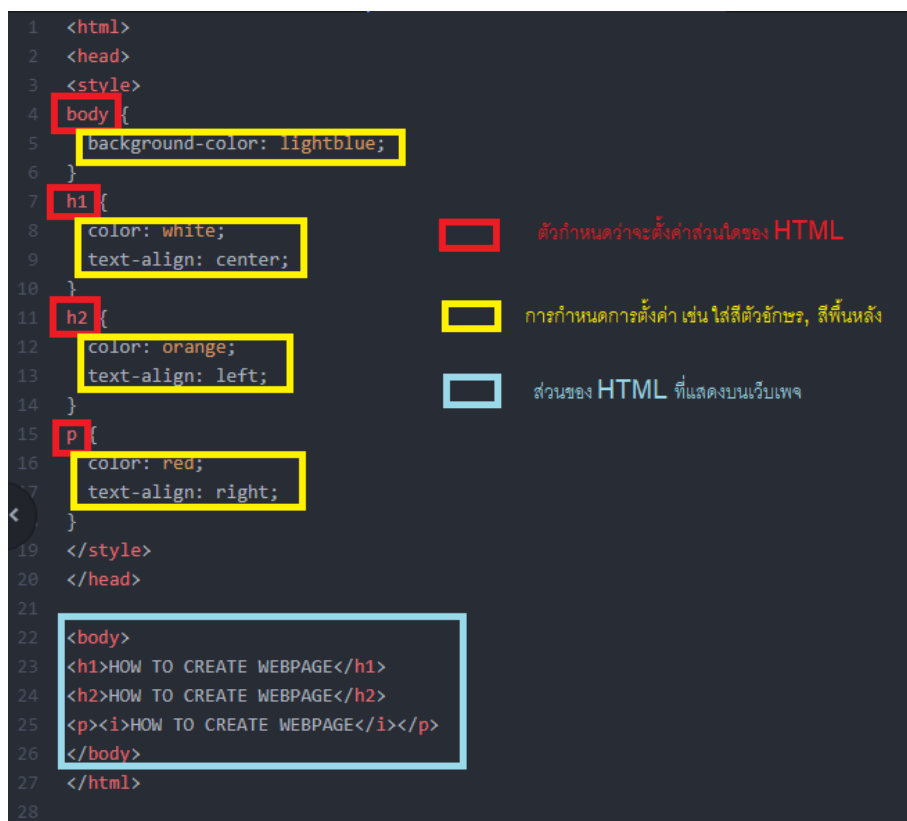 1 <html>
2 <head>
3 <style>
4 body {
5 background-color: lightblue;
6 }
7 h1 {
8 color: white;
9 text-align: center;
10 }
11 h2 {
12 color: orange;
13 text-align: left;
14 }
15 p {
16 color: red;
7 text-align: right;
}
19 </style>
20 </head>
21
22 <body>
23 <h1>HOW TO CREATE WEBPAGE</h1>
24 <h2>HOW TO CREATE WEBPAGE</h2>
25 <p><i>HOW TO CREATE WEBPAGE</i></p>
26 </body>
27 </html>
28
ตัวกำหนดว่าจะตั้งค่าส่วนใดของ HTML
การกำหนดการตั้งค่า เช่น ใส่สีตัวอักษร, สีพื้นหลัง
ส่วนของ HTML ที่แสดงบนเว็บเพจ